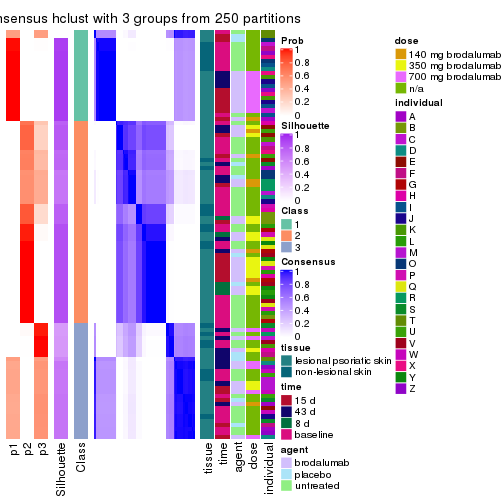 nsensus hclust with 3 groups from 250 partitions
Prob
1
0.8
0.6
0.4
0.2
0
Silhouette
1
0.8
0.6
0.4
0.2
0
Class
1
2
3
Consensus
1
0.8
0.6
0.4
0.2
0
tissue
lesional psoriatic skin
non-lesional skin
time
15 d
43 d
8 d
baseline
agent
brodalumab
placebo
untreated
dose
140 mg brodalumab
350 mg brodalumab
700 mg brodalumab
n/a
individual
A
B
C
D
E
F
G
H
I
J
K
L
M
O
P
Q
R
S
T
U
V
W
X
Y
Z
p1
p2
p3
Silhouette
Class
tissue
time
agent
dose
individual